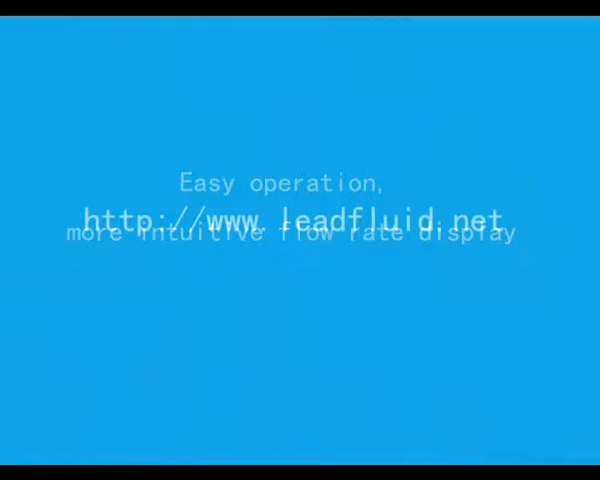 Easy operation,
http://www.leadfluid.net
more intuitive flow rate display